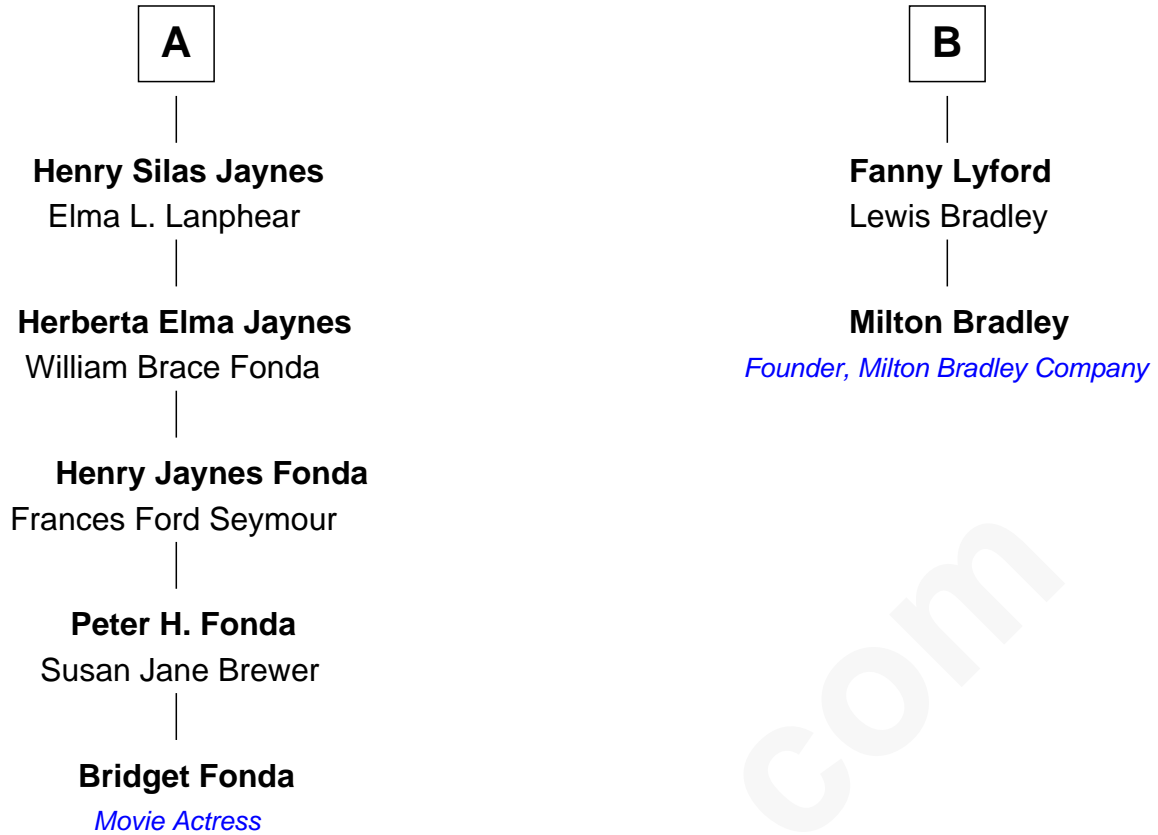 A
Henry Silas Jaynes
Elma L. Lanphear
Herberta Elma Jaynes
William Brace Fonda
Henry Jaynes Fonda
Frances Ford Seymour
Peter H. Fonda
Susan Jane Brewer
Bridget Fonda
Movie Actress
B
Fanny Lyford
Lewis Bradley
Milton Bradley
Founder, Milton Bradley Company
com